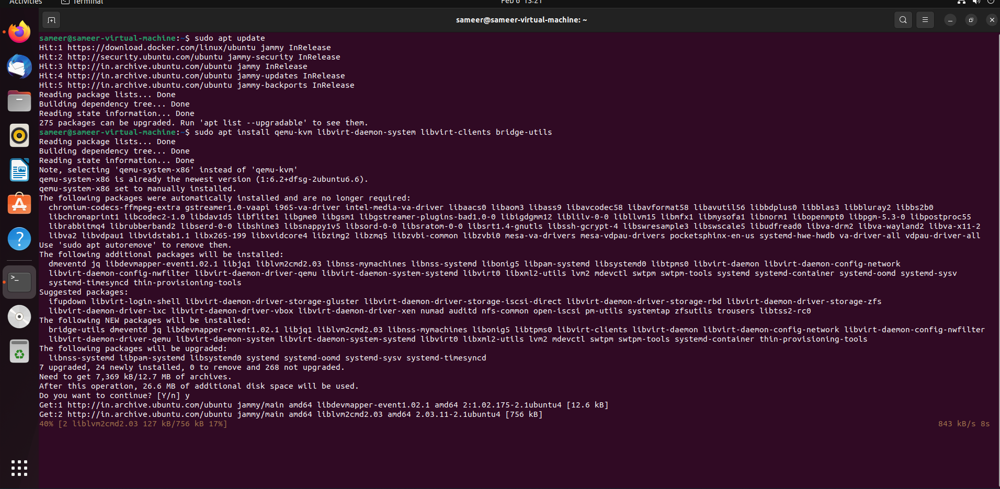 Activities
Terminal
Feb 6 13:21
sameer@sameer-virtual-machine: ~
sameer@sameer-virtual-machine:~$ sudo apt update
Hit:1 https://download.docker.com/linux/ubuntu jammy InRelease
Hit:2 http://security.ubuntu.com/ubuntu jammy-security InRelease
Hit:3 http://in.archive.ubuntu.com/ubuntu jammy InRelease
Hit:4 http://in.archive.ubuntu.com/ubuntu jammy-updates InRelease
Hit:5 http://in.archive.ubuntu.com/ubuntu jammy-backports InRelease
Reading package lists... Done
Building dependency tree... Done
Reading state information... Done
275 packages can be upgraded. Run 'apt list --upgradable' to see them.
sameer@sameer-virtual-machine:~$ sudo apt install qemu-kvm libvirt-daemon-system libvirt-clients bridge-utils
Reading package lists... Done
Building dependency tree... Done
Reading state information... Done
Note, selecting 'qemu-system-x86' instead of 'qemu-kvm'
qemu-system-x86 is already the newest version (1:6.2+dfsg-2ubuntu6.6).
qemu-system-x86 set to manually installed.
The following packages were automatically installed and are no longer required:
chromium-codecs-ffmpeg-extra gstreamer1.0-vaapi i965-va-driver intel-media-va-driver libaacs0 libaom3 libass9 libavcodec58 libavformat58 libavutil56 libbdplus0 libblas3 libbluray2 libbs2b0
libchromaprint1 libcodec2-1.0 libdav1d5 libflite1 libgme0 libgsm1 libgstreamer-plugins-bad1.0-0 libigdgmm12 liblilv-0-0 libllvm15 libmfx1 libmysofa1 libnorm1 libopenmpt0 libpgm-5.3-0 libpostproc55
librabbitmq4 librubberband2 libserd-0-0 libshine3 libsnappy1v5 libsord-0-0 libsratom-0-0 libsrt1.4-gnutls libssh-gcrypt-4 libswresample3 libswscale5 libudfread0 libva-drm2 libva-wayland2 libva-x11-2
libva2 libvdpau1 libvidstab1.1 libx265-199 libxvidcore4 libzimg2 libzmq5 libzvbi-common libzvbi0 mesa-va-drivers mesa-vdpau-drivers pocketsphinx-en-us systemd-hwe-hwdb va-driver-all vdpau-driver-all
Use 'sudo apt autoremove' to remove them.
The following additional packages will be installed:
dmeventd jq libdevmapper-event1.02.1 libjq1 liblvm2cmd2.03 libnss-mymachines libnss-systemd libonig5 libpam-systemd libsystemd0 libtpms0 libvirt-daemon libvirt-daemon-config-network
libvirt-daemon-config-nwfilter libvirt-daemon-driver-qemu libvirt-daemon-system-systemd libvirt0 libxml2-utils lvm2 mdevctl swtpm swtpm-tools systemd systemd-container systemd-oomd systemd-sysv
systemd-timesyncd thin-provisioning-tools
Suggested packages:
ifupdown libvirt-login-shell libvirt-daemon-driver-storage-gluster libvirt-daemon-driver-storage-iscsi-direct libvirt-daemon-driver-storage-rbd libvirt-daemon-driver-storage-zfs
libvirt-daemon-driver-lxc libvirt-daemon-driver-vbox libvirt-daemon-driver-xen numad auditd nfs-common open-iscsi pm-utils systemtap zfsutils trousers libtss2-rc0
The following NEW packages will be installed:
bridge-utils dmeventd jq libdevmapper-event1.02.1 libjq1 liblvm2cmd2.03 libnss-mymachines libonig5 libtpms0 libvirt-clients libvirt-daemon libvirt-daemon-config-network libvirt-daemon-config-nwfilter
libvirt-daemon-driver-qemu libvirt-daemon-system libvirt-daemon-system-systemd libvirt0 libxml2-utils lvm2 mdevctl swtpm swtpm-tools systemd-container thin-provisioning-tools
The following packages will be upgraded:
libnss-systemd libpam-systemd libsystemd0 systemd systemd-oomd systemd-sysv systemd-timesyncd
7 upgraded, 24 newly installed, 0 to remove and 268 not upgraded.
Need to get 7,369 kB/12.7 MB of archives.
After this operation, 26.6 MB of additional disk space will be used.
Do you want to continue? [Y/n] y
Get:1 http://in.archive.ubuntu.com/ubuntu jammy/main amd64 libdevmapper-event1.02.1 amd64 2:1.02.175-2.1ubuntu4 [12.6 kB]
Get:2 http://in.archive.ubuntu.com/ubuntu jammy/main amd64 liblvm2cmd2.03 amd64 2.03.11-2.1ubuntu4 [756 kB]
40% [2 liblvm2cmd2.03 127 kB/756 kB 17%] 843 kB/s 8s